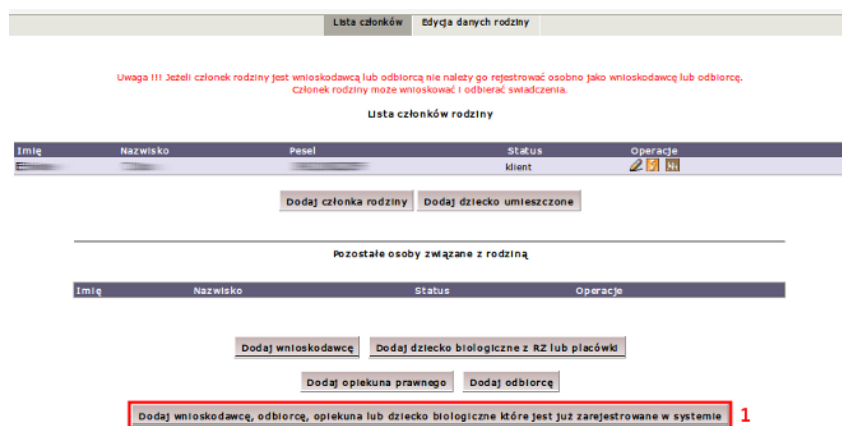 Lista członków Edycja danych rodziny
Uwaga !!! Jeżeli członek rodziny jest wnioskodawcą lub odbiorcą nie należy go rejestrować osobno jako wnioskodawcę lub odbiorcę.
Członek rodziny może wnioskować i odbierać swiadczenia.
Lista członków rodziny
Imię Nazwisko Pesel Status Operacje
klient
Dodaj członka rodziny Dodaj dziecko umieszczone
Pozostałe osoby związane z rodziną
Imię Nazwisko Status Operacje
Dodaj wnioskodawcę Dodaj dziecko biologiczne z RZ lub placówki
Dodaj opiekuna prawnego Dodaj odbiorcę
Dodaj wnioskodawcę, odbiorcę, opiekuna lub dziecko biologiczne które jest już zarejestrowane w systemie 1